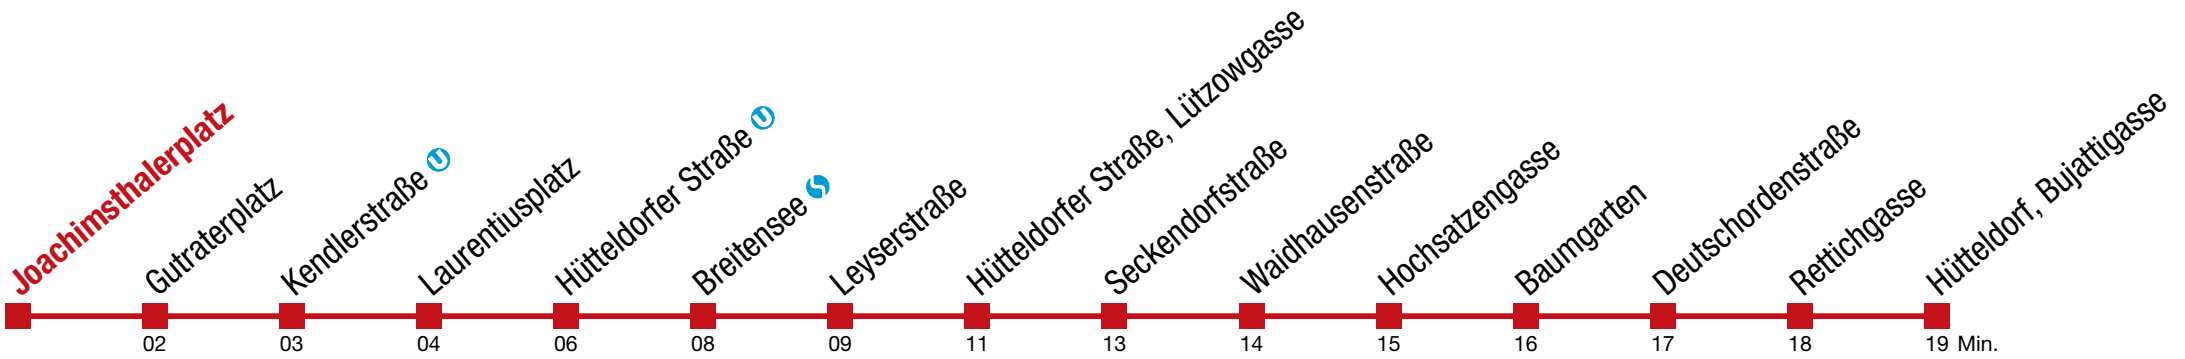 Joachimsthalerplatz
Gutraterplatz
Kendlerstraße U
Laurentiusplatz
Hütteldorfer Straße U
Breitensee S
Leyserstraße
Hütteldorfer Straße, Lützowgasse
Seckendorfstraße
Waidhausenstraße
Hochsatzengasse
Baumgarten
Deutschordenstraße
Rettichgasse
Hütteldorf, Bujattigasse
02 03 04 06 08 09 11 13 14 15 16 17 18 19 Min.